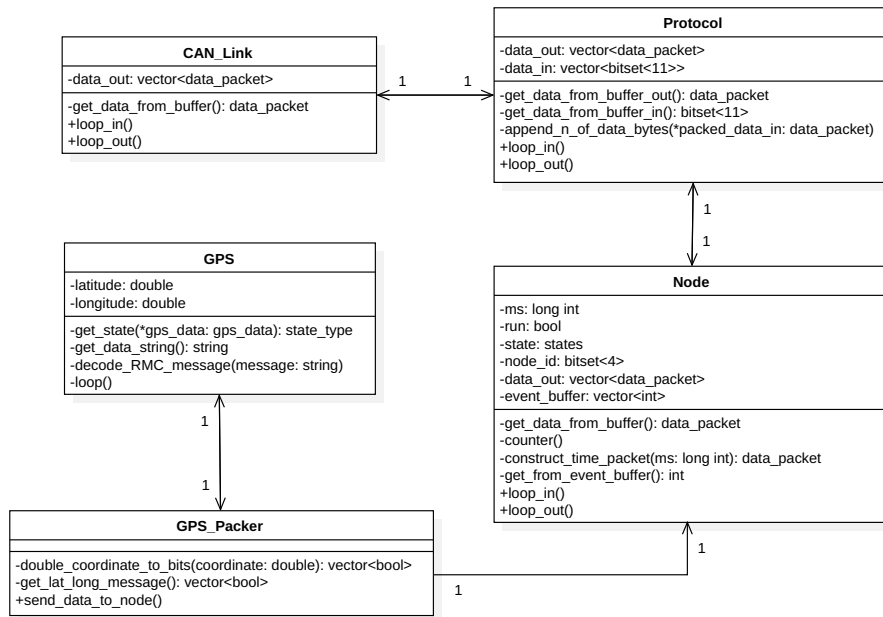 CAN_Link
-data_out: vector<data_packet>
-get_data_from_buffer(): data_packet
+loop_in()
+loop_out()
1
1
Protocol
-data_out: vector<data_packet>
-data_in: vector<bitset<11>>
-get_data_from_buffer_out(): data_packet
-get_data_from_buffer_in(): bitset<11>
-append_n_of_data_bytes(*packed_data_in: data_packet)
+loop_in()
+loop_out()
1
1
GPS
-latitude: double
-longitude: double
-get_state(*gps_data: gps_data): state_type
-get_data_string(): string
-decode_RMC_message(message: string)
-loop()
1
1
Node
-ms: long int
-run: bool
-state: states
-node_id: bitset<4>
-data_out: vector<data_packet>
-event_buffer: vector<int>
-get_data_from_buffer(): data_packet
-counter()
-construct_time_packet(ms: long int): data_packet
-get_from_event_buffer(): int
+loop_in()
+loop_out()
1
GPS_Packer
-double_coordinate_to_bits(coordinate: double): vector<bool>
-get_lat_long_message(): vector<bool>
+send_data_to_node()
1